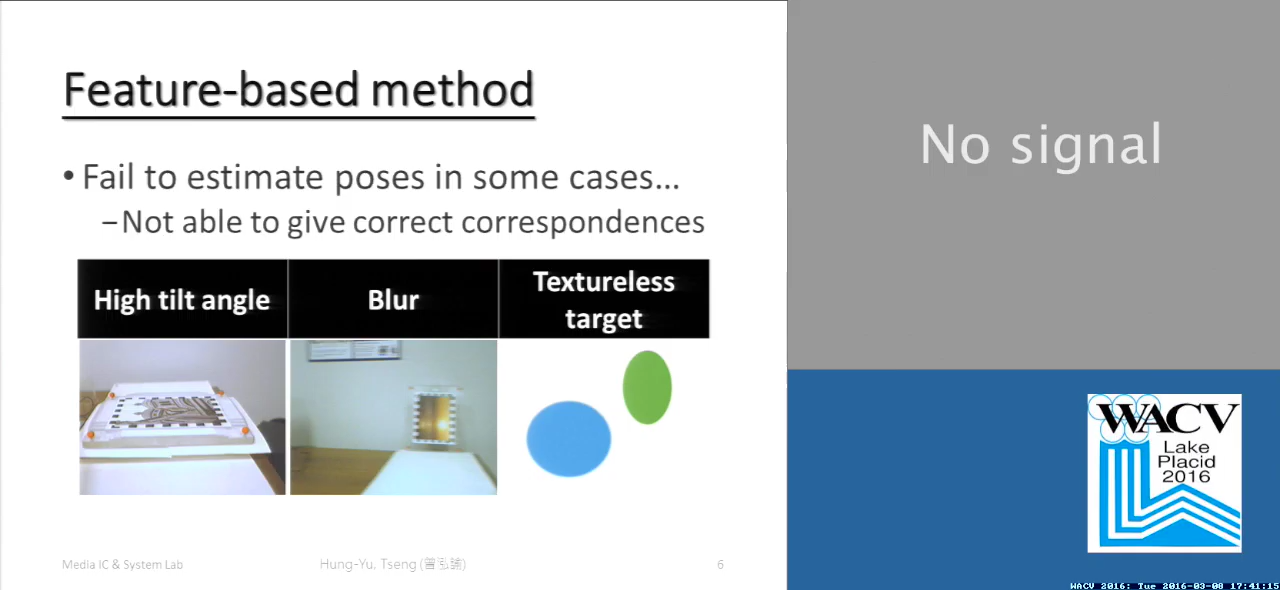 Feature-based method
• Fail to estimate poses in some cases...
–Not able to give correct correspondences
High tilt angle
Blur
Textureless
target
Media IC & System Lab
Hung-Yu, Tseng (曾泓諭)
6
No signal
WACV
Lake
Placid
2016
WACV 2016: Tue 2016-03-08 17:41:15